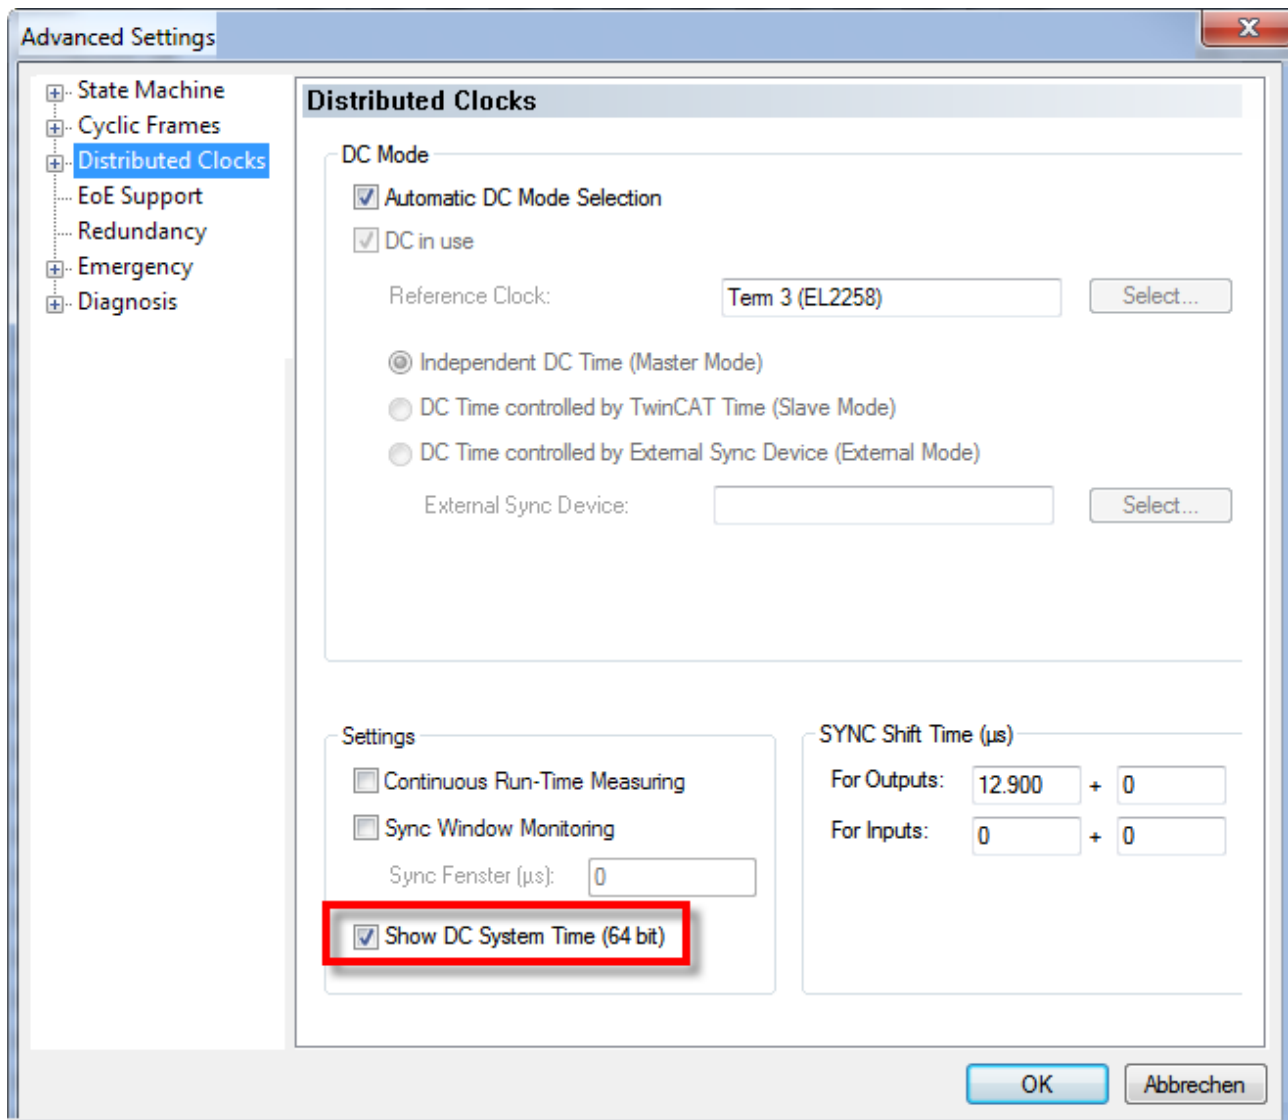 Advanced Settings
State Machine
Cyclic Frames
Distributed Clocks
EoE Support
Redundancy
Emergency
Diagnosis
Distributed Clocks
DC Mode
Automatic DC Mode Selection
DC in use
Reference Clock: Term 3 (EL2258) Select...
Independent DC Time (Master Mode)
DC Time controlled by TwinCAT Time (Slave Mode)
DC Time controlled by External Sync Device (External Mode)
External Sync Device: Select...
Settings
Continuous Run-Time Measuring
Sync Window Monitoring
Sync Fenster (µs): 0
Show DC System Time (64 bit)
SYNC Shift Time (µs)
For Outputs: 12.900 + 0
For Inputs: 0 + 0
OK Abbrechen